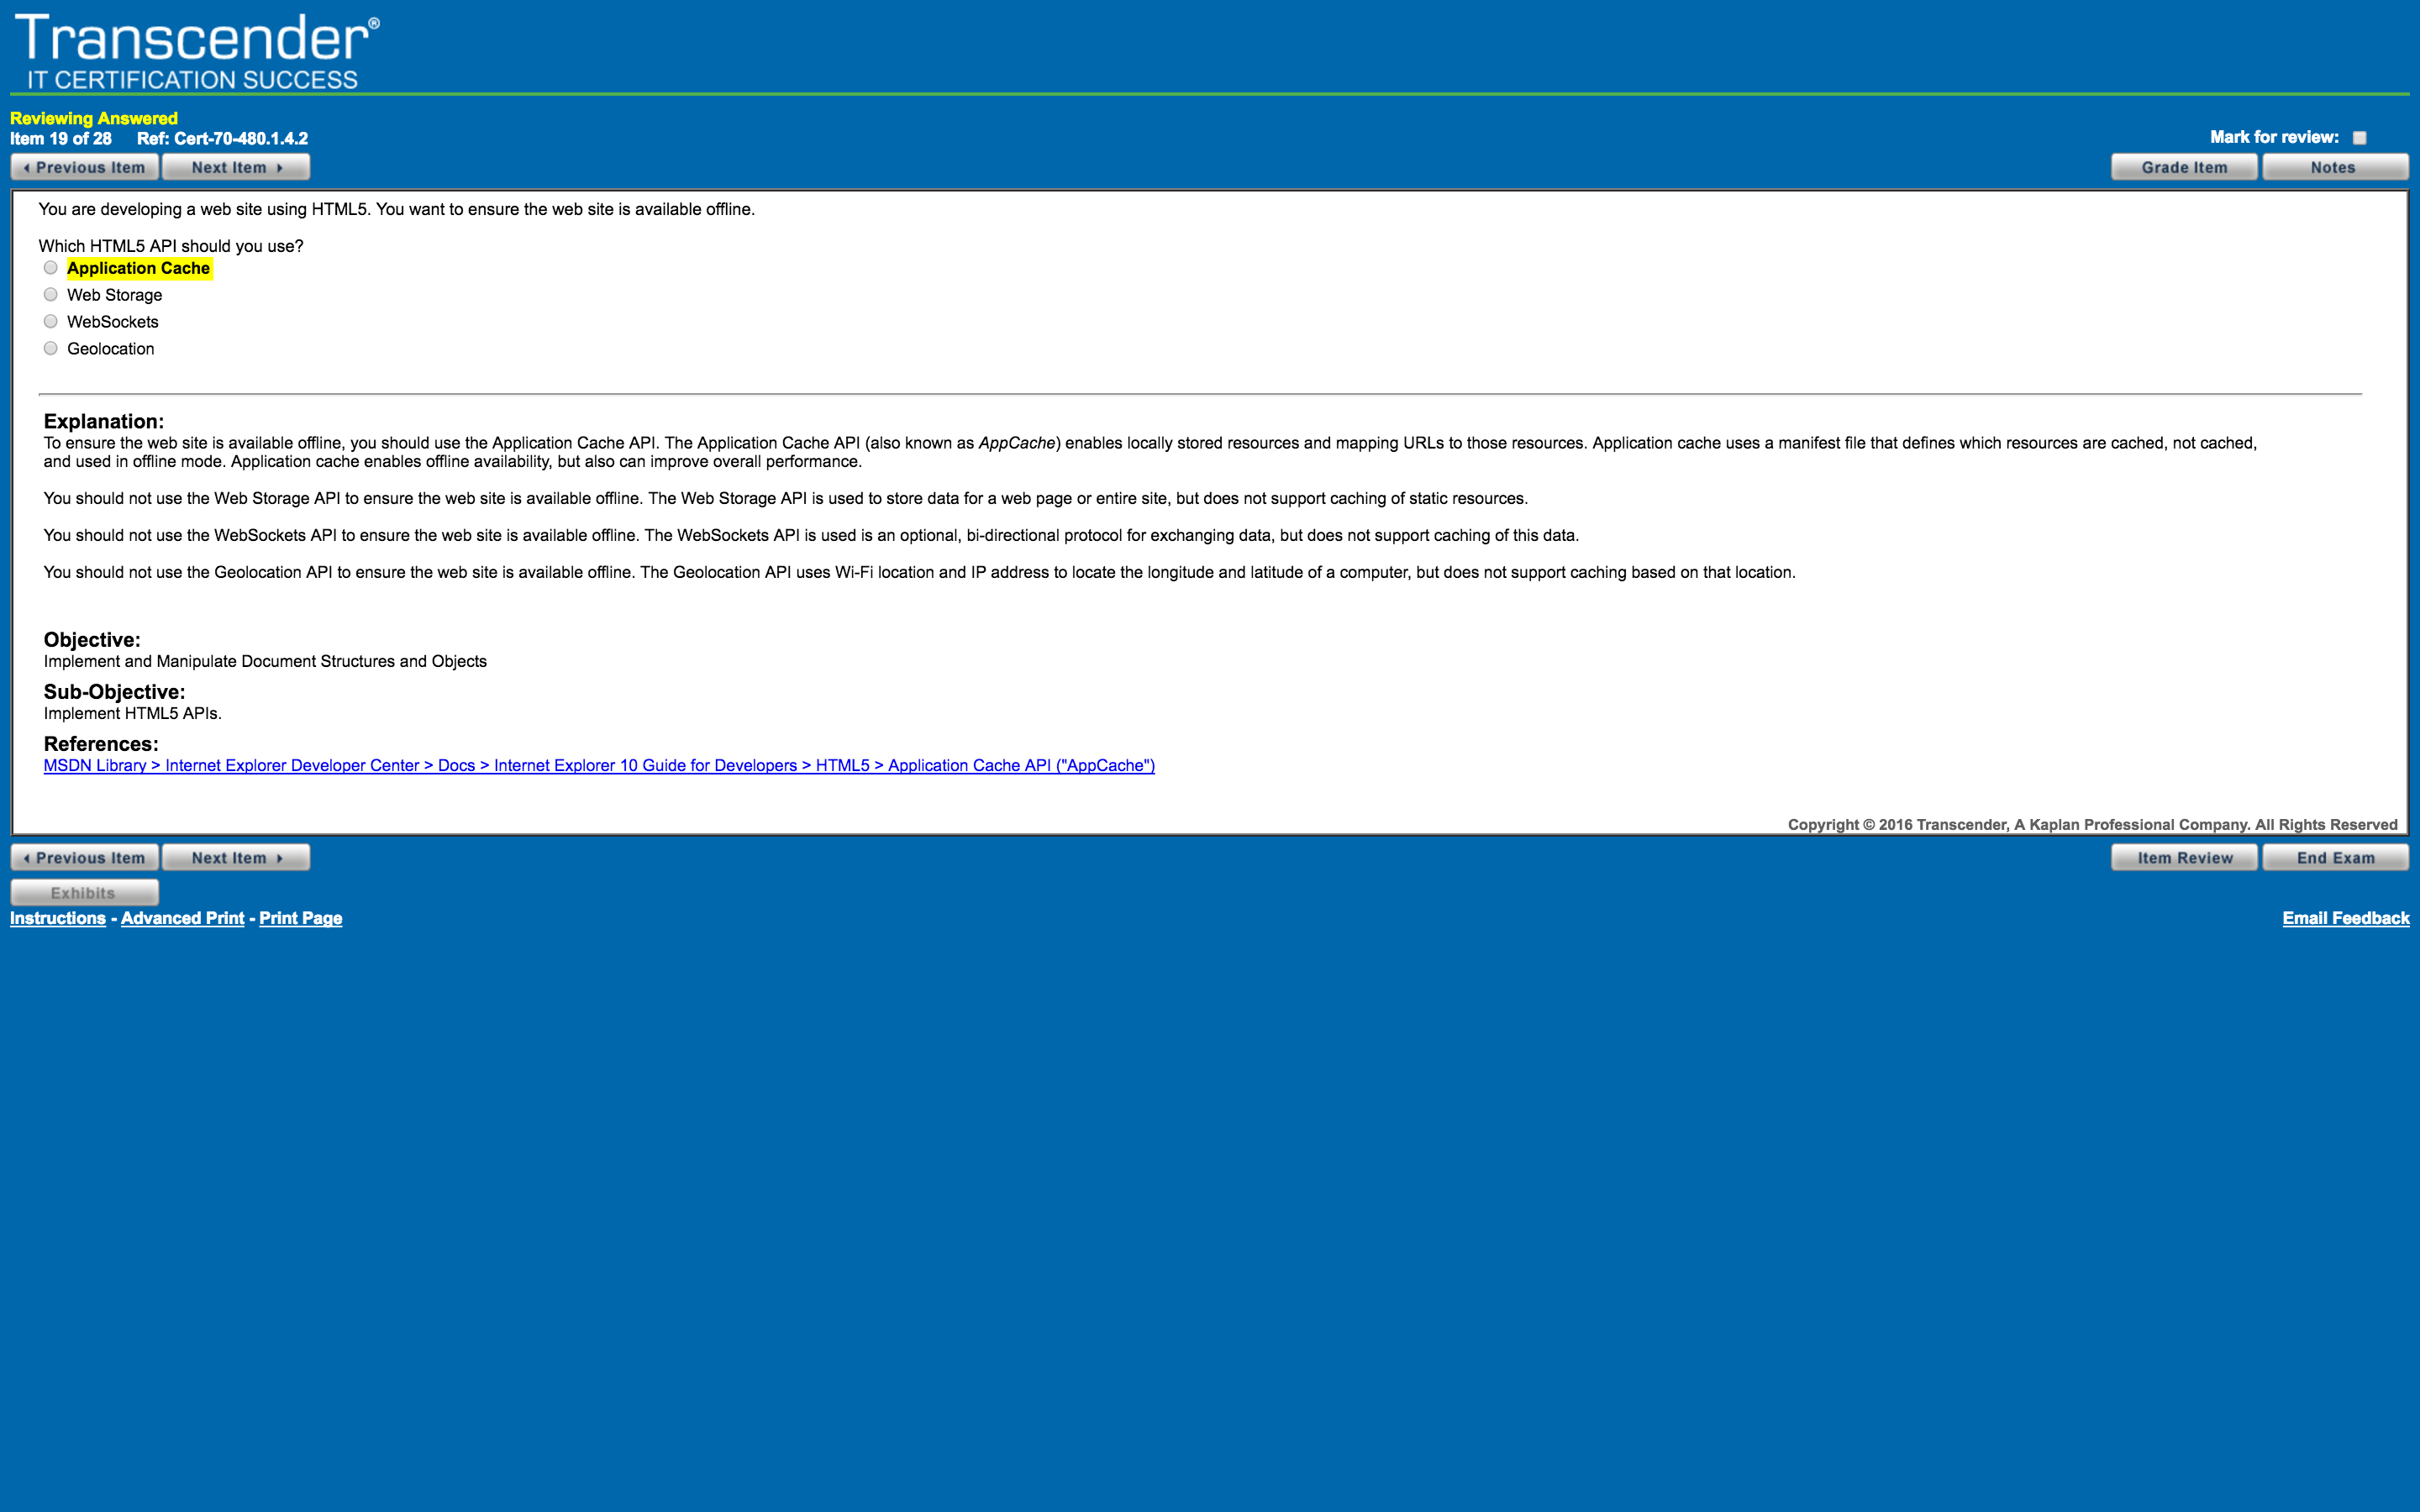 Transcender®
IT CERTIFICATION SUCCESS
Reviewing Answered
Item 19 of 28 Ref: Cert-70-480.1.4.2
Mark for review:
Previous Item Next Item Grade Item Notes
You are developing a web site using HTML5. You want to ensure the web site is available offline.
Which HTML5 API should you use?
Application Cache
Web Storage
WebSockets
Geolocation
Explanation:
To ensure the web site is available offline, you should use the Application Cache API. The Application Cache API (also known as AppCache) enables locally stored resources and mapping URLs to those resources. Application cache uses a manifest file that defines which resources are cached, not cached,
and used in offline mode. Application cache enables offline availability, but also can improve overall performance.
You should not use the Web Storage API to ensure the web site is available offline. The Web Storage API is used to store data for a web page or entire site, but does not support caching of static resources.
You should not use the WebSockets API to ensure the web site is available offline. The WebSockets API is used is an optional, bi-directional protocol for exchanging data, but does not support caching of this data.
You should not use the Geolocation API to ensure the web site is available offline. The Geolocation API uses Wi-Fi location and IP address to locate the longitude and latitude of a computer, but does not support caching based on that location.
Objective:
Implement and Manipulate Document Structures and Objects
Sub-Objective:
Implement HTML5 APIs.
References:
MSDN Library > Internet Explorer Developer Center > Docs > Internet Explorer 10 Guide for Developers > HTML5 > Application Cache API ("AppCache")
Copyright © 2016 Transcender, A Kaplan Professional Company. All Rights Reserved
Previous Item Next Item Item Review End Exam
Exhibits
Instructions - Advanced Print - Print Page Email Feedback